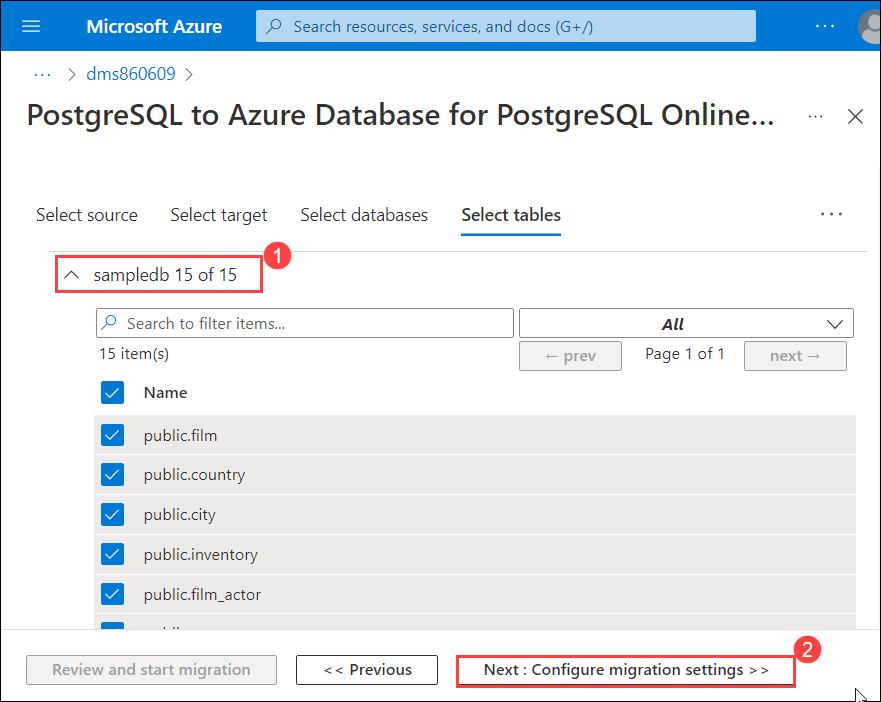 Microsoft Azure
Search resources, services, and docs (G+/)
...
... > dms860609 >
PostgreSQL to Azure Database for PostgreSQL Online...
...
Select source
Select target
Select databases
Select tables
...
1
sampledb 15 of 15
Search to filter items...
All
15 item(s)
← prev
Page 1 of 1
next →
Name
public.film
public.country
public.city
public.inventory
public.film_actor
2
Review and start migration
<< Previous
Next : Configure migration settings >>